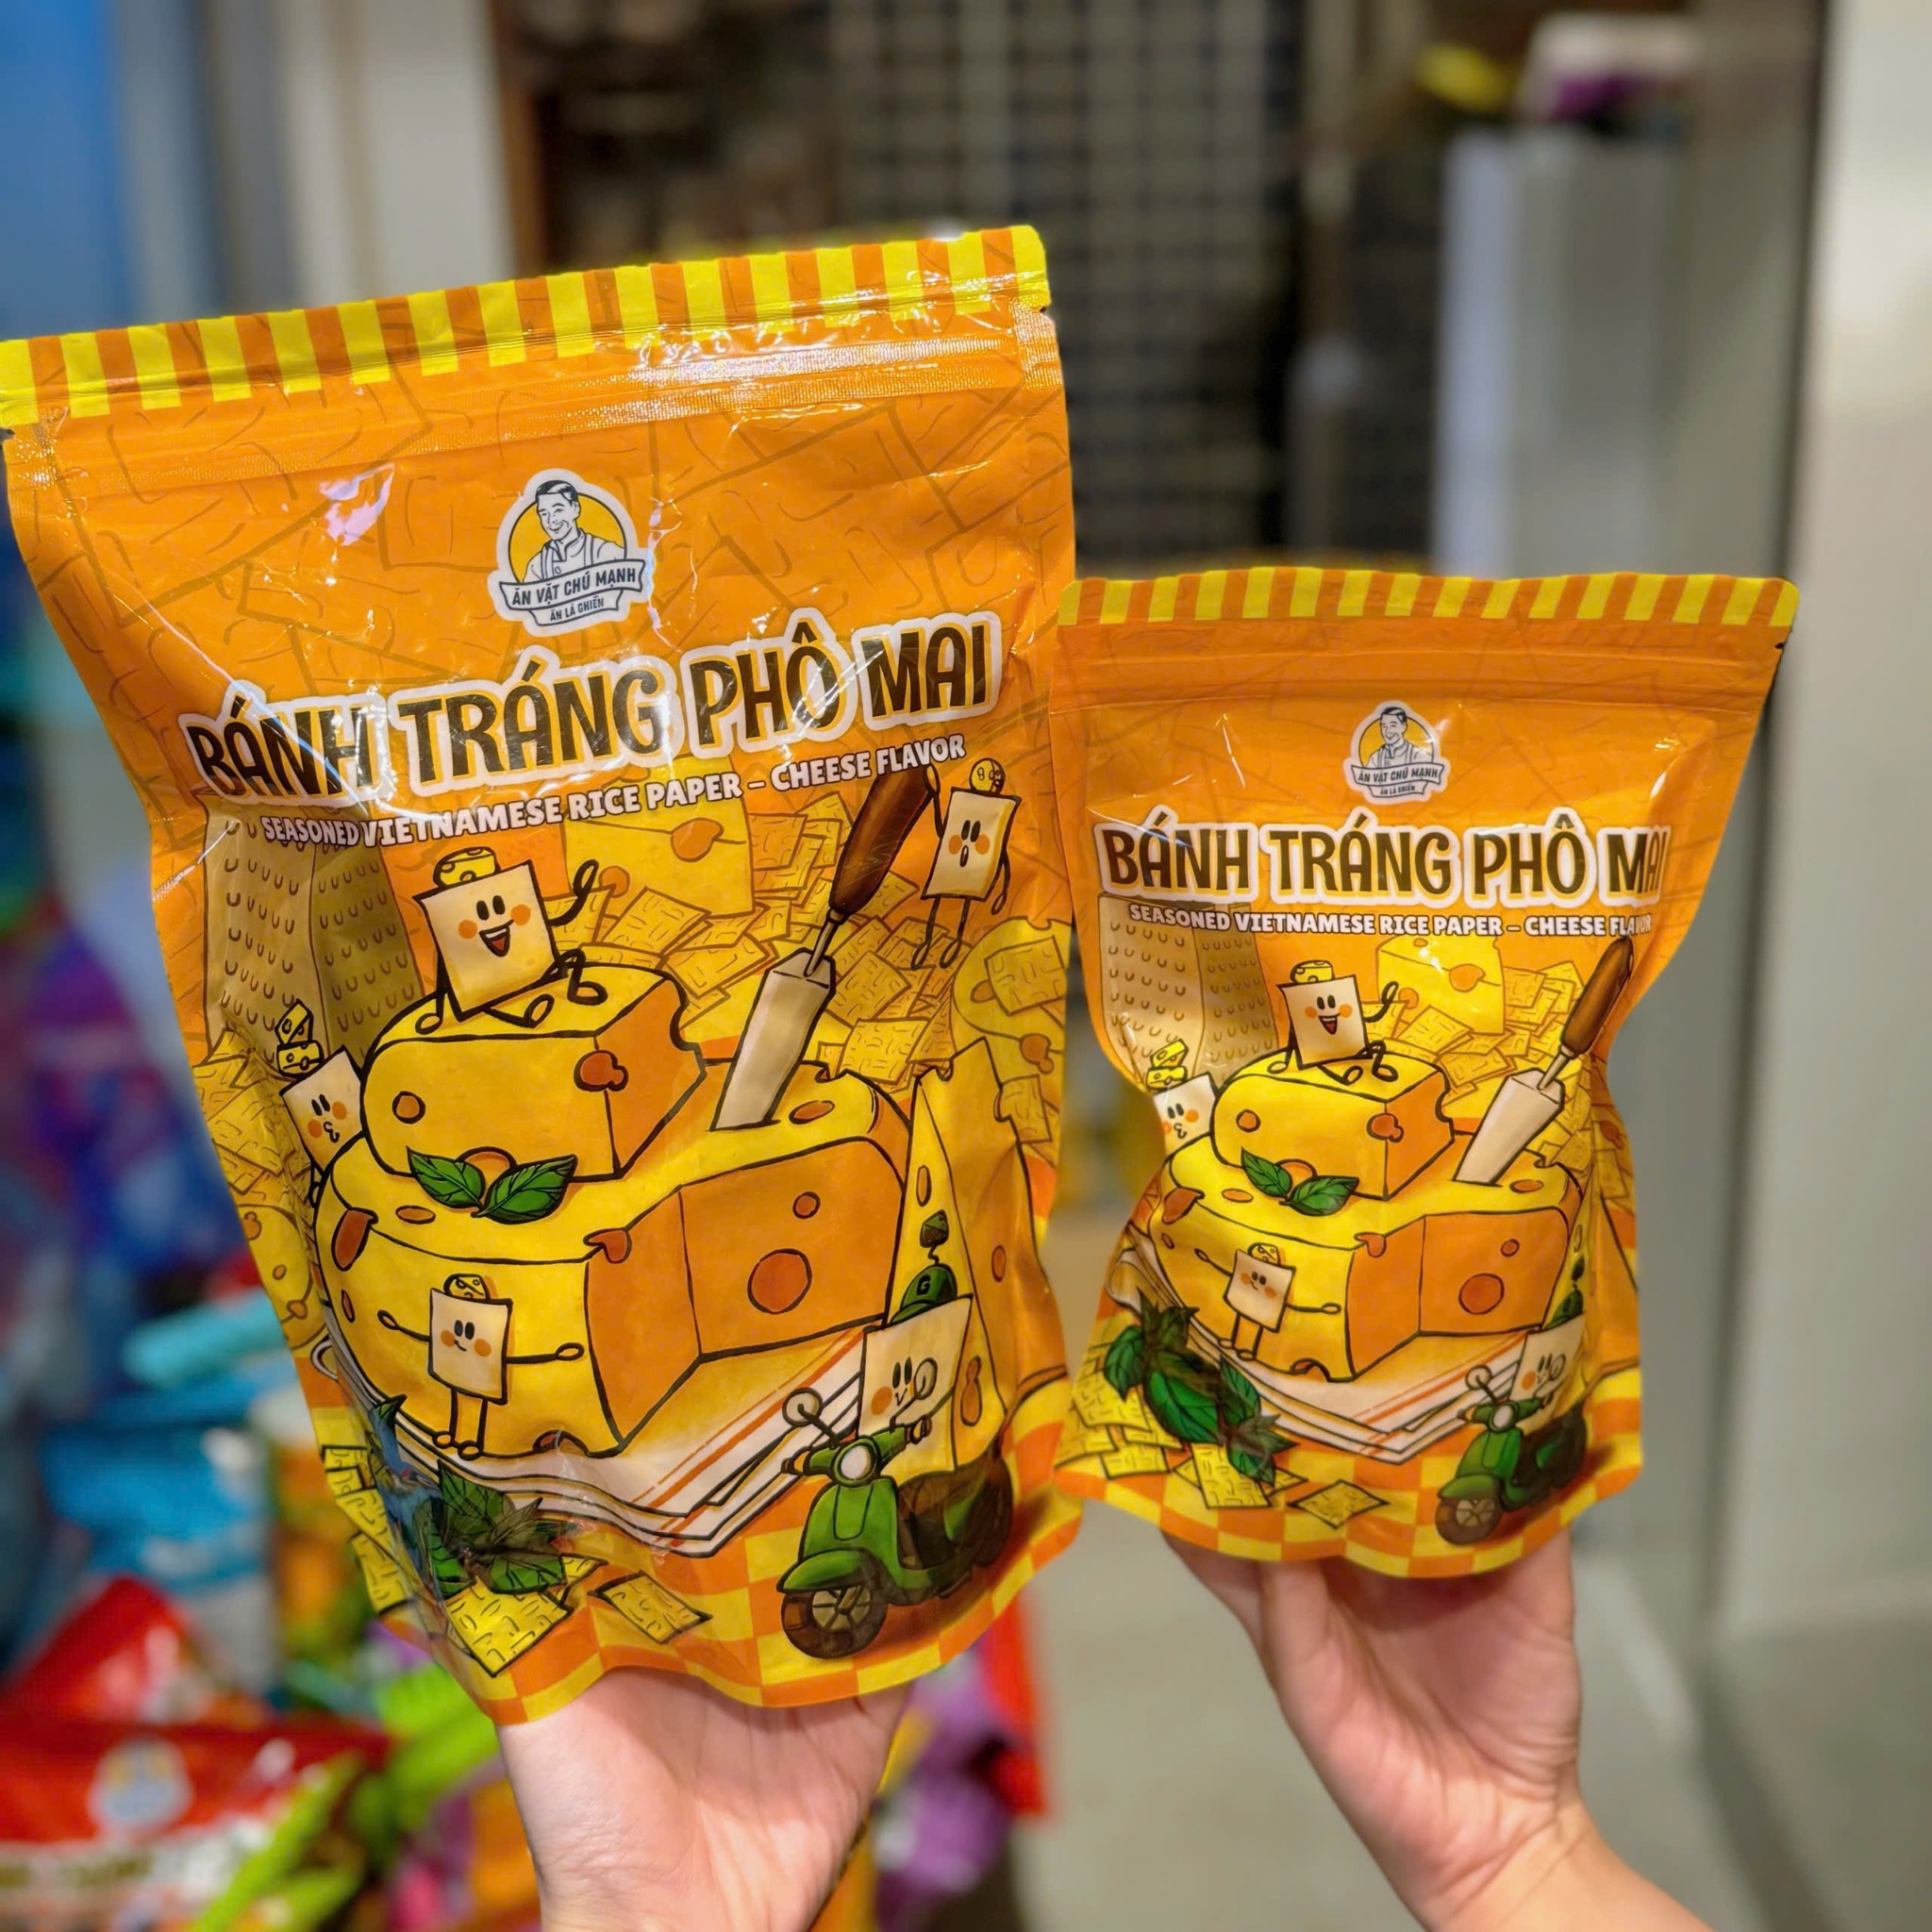 ĂN VẶT CHÚ MẠNH
ĂN LÀ GHIỀN
BÁNH TRÁNG PHÔ MAI
SEASONED VIETNAMESE RICE PAPER – CHEESE FLAVOR
G
ĂN VẶT CHÚ MẠNH
ĂN LÀ GHIỀN
BÁNH TRÁNG PHÔ MAI
SEASONED VIETNAMESE RICE PAPER – CHEESE FLAVOR